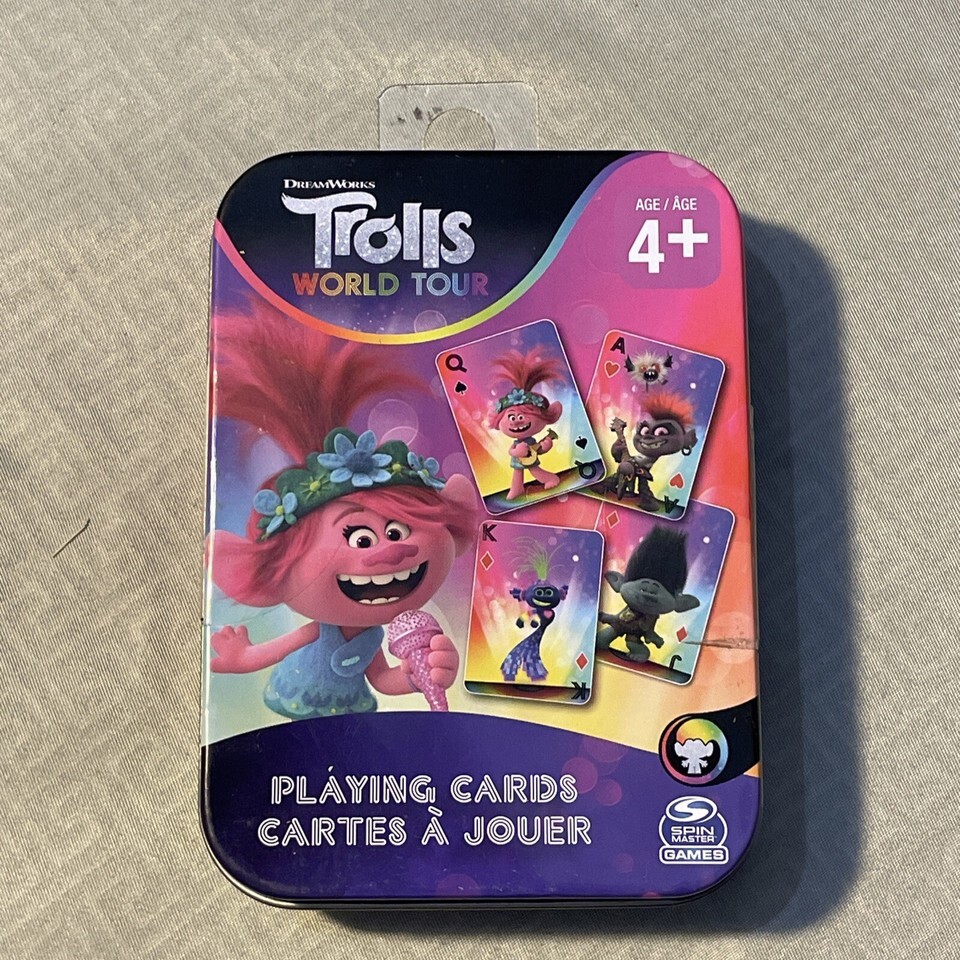 DREAMWORKS
Trolls
WORLD TOUR
AGE / ÂGE
4+
Q
Q
A
A
K
K
J
PLAYING CARDS
CARTES À JOUER
SPIN
MASTER
GAMES